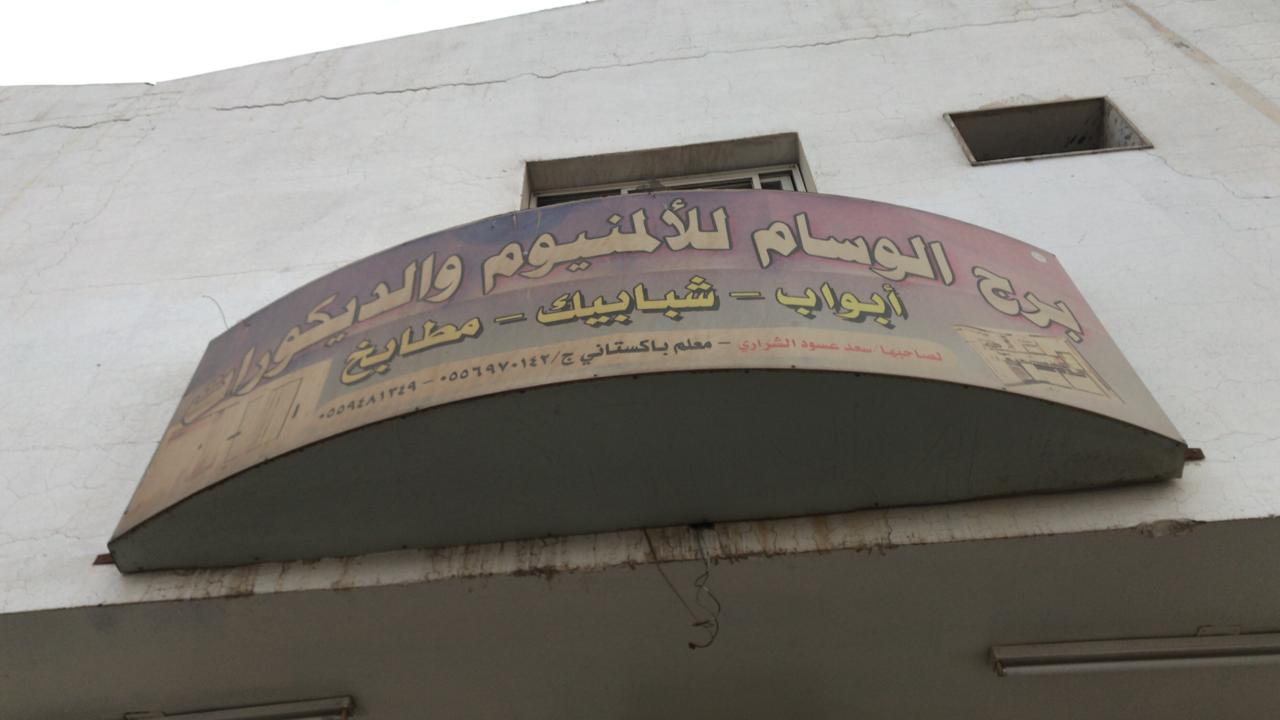 برج الوسام للألمنيوم والديكورات
أبواب - شبابيك - مطابخ
لصاحبها/سعد عسود الشراري - معلم باكستاني ج/٠٥٥٦٩٧٠١٤٢ - ٠٥٥٩٤٨١٣٤٩